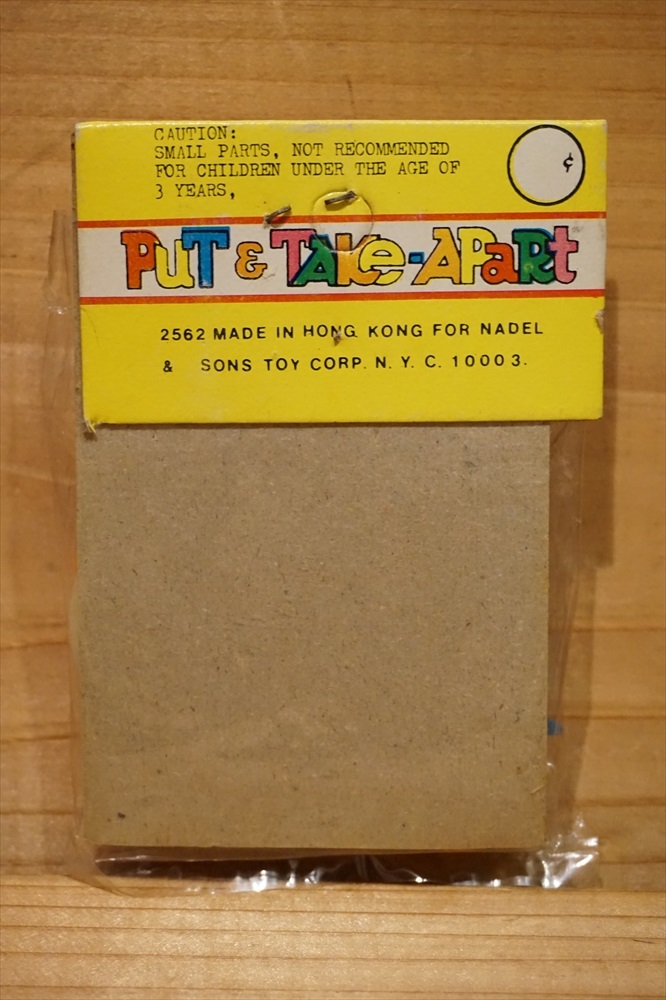 CAUTION:
SMALL PARTS, NOT RECOMMENDED
FOR CHILDREN UNDER THE AGE OF
3 YEARS,
¢
PUT & TAKE-APART
2562 MADE IN HONG KONG FOR NADEL
& SONS TOY CORP. N. Y. C. 10003.